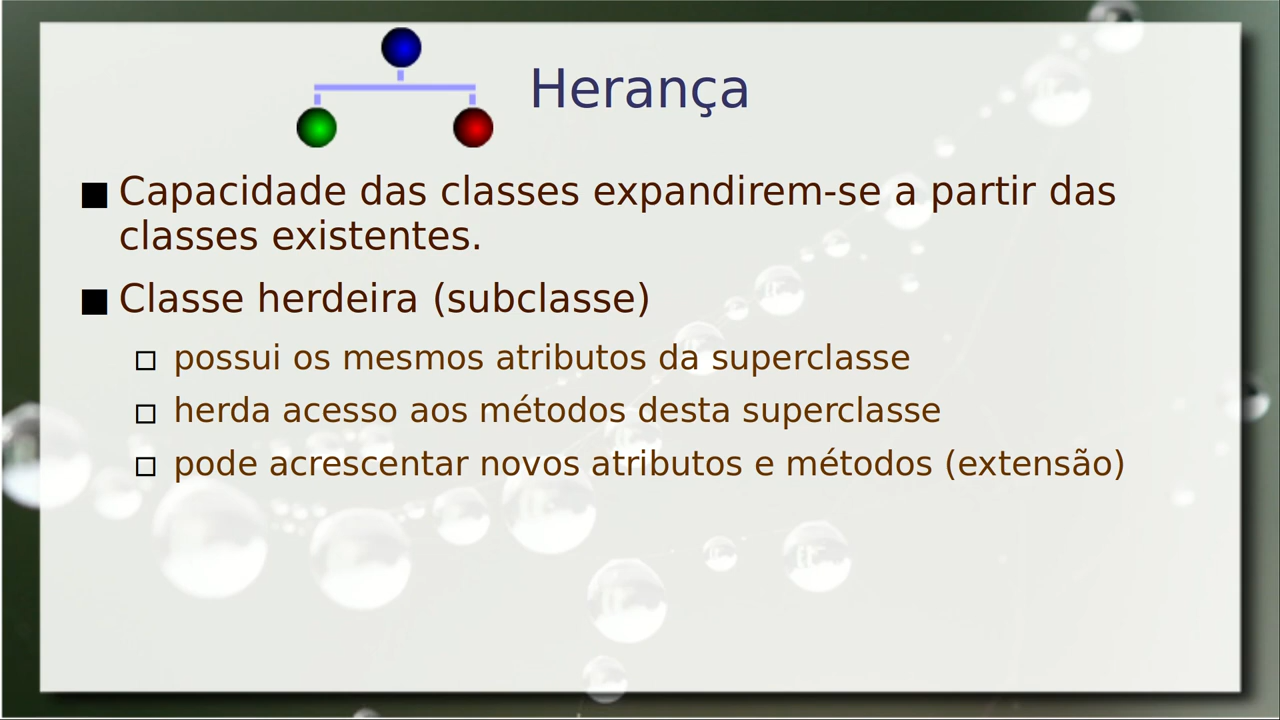 Herança
Capacidade das classes expandirem-se a partir das
classes existentes.
Classe herdeira (subclasse)
possui os mesmos atributos da superclasse
herda acesso aos métodos desta superclasse
pode acrescentar novos atributos e métodos (extensão)